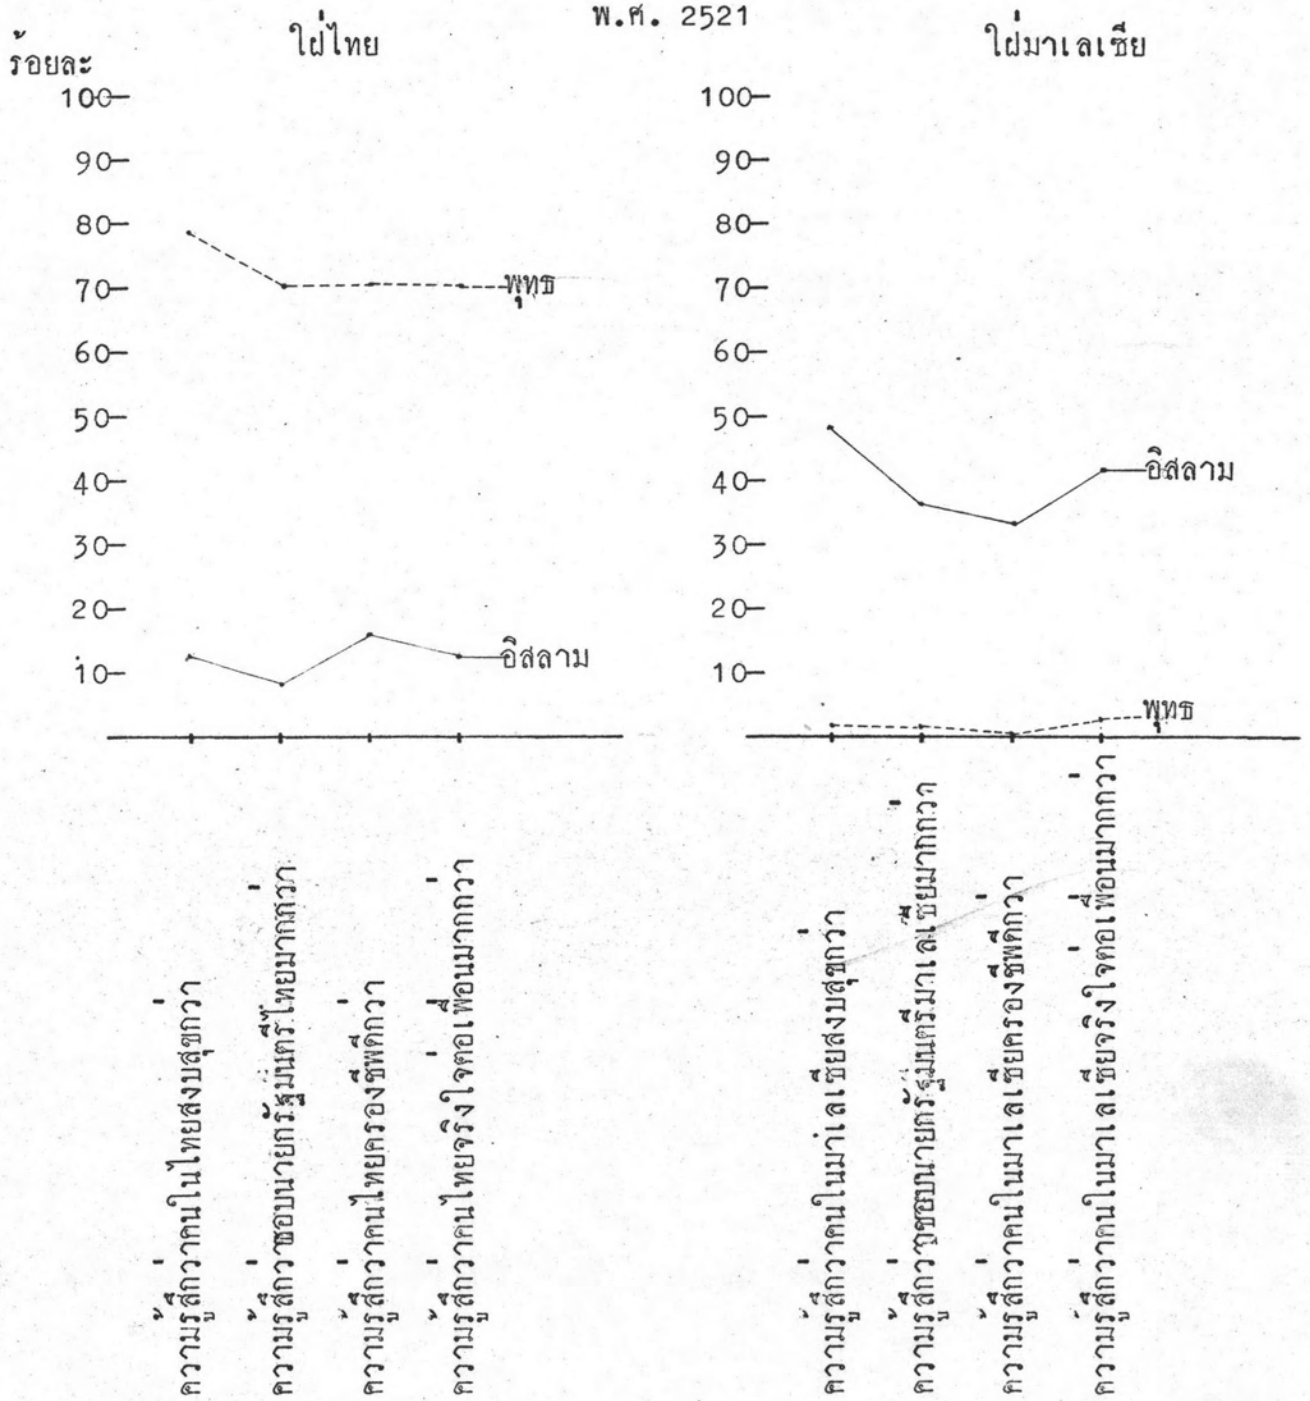 พ.ศ. 2521
ใฝ่ไทย
ใฝ่มาเลเซีย
ร้อยละ
100
90
80
70
60
50
40
30
20
10
พุทธ
อิสลาม
100
90
80
70
60
50
40
30
20
10
อิสลาม
พุทธ
ความรู้สึกว่าคนในไทยสงบสุขกว่า
ความรู้สึกว่าชอบนายกรัฐมนตรีไทยมากกว่า
ความรู้สึกว่าคนไทยครองชีพดีกว่า
ความรู้สึกว่าคนไทยจริงใจต่อเพื่อนมากกว่า
ความรู้สึกว่าคนในมาเลเซียสงบสุขกว่า
ความรู้สึกว่าชอบนายกรัฐมนตรีมาเลเซียมากกว่า
ความรู้สึกว่าคนในมาเลเซียครองชีพดีกว่า
ความรู้สึกว่าคนในมาเลเซียจริงใจต่อเพื่อนมากกว่า